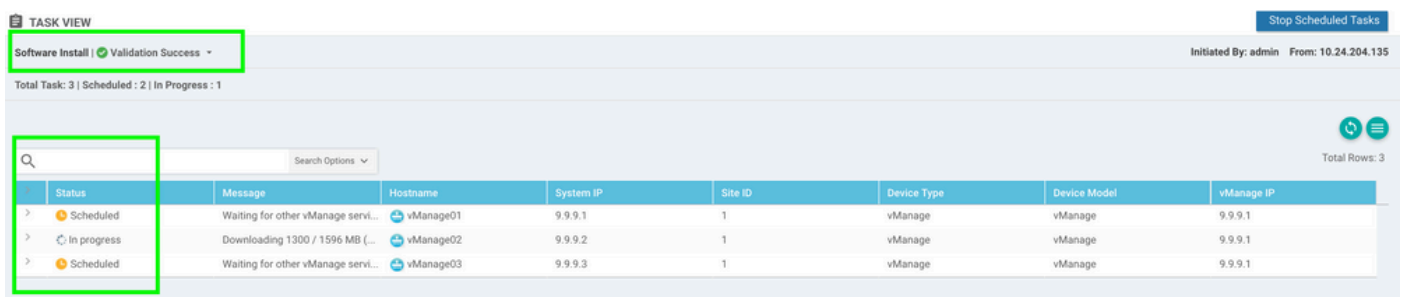 TASK VIEW Stop Scheduled Tasks
Software Install | Validation Success Initiated By: admin From: 10.24.204.135
Total Task: 3 | Scheduled : 2 | In Progress : 1
Search Options Total Rows: 3
Status Message Hostname System IP Site ID Device Type Device Model vManage IP
Scheduled Waiting for other vManage servi... vManage01 9.9.9.1 1 vManage vManage 9.9.9.1
In progress Downloading 1300 / 1596 MB (... vManage02 9.9.9.2 1 vManage vManage 9.9.9.1
Scheduled Waiting for other vManage servi... vManage03 9.9.9.3 1 vManage vManage 9.9.9.1